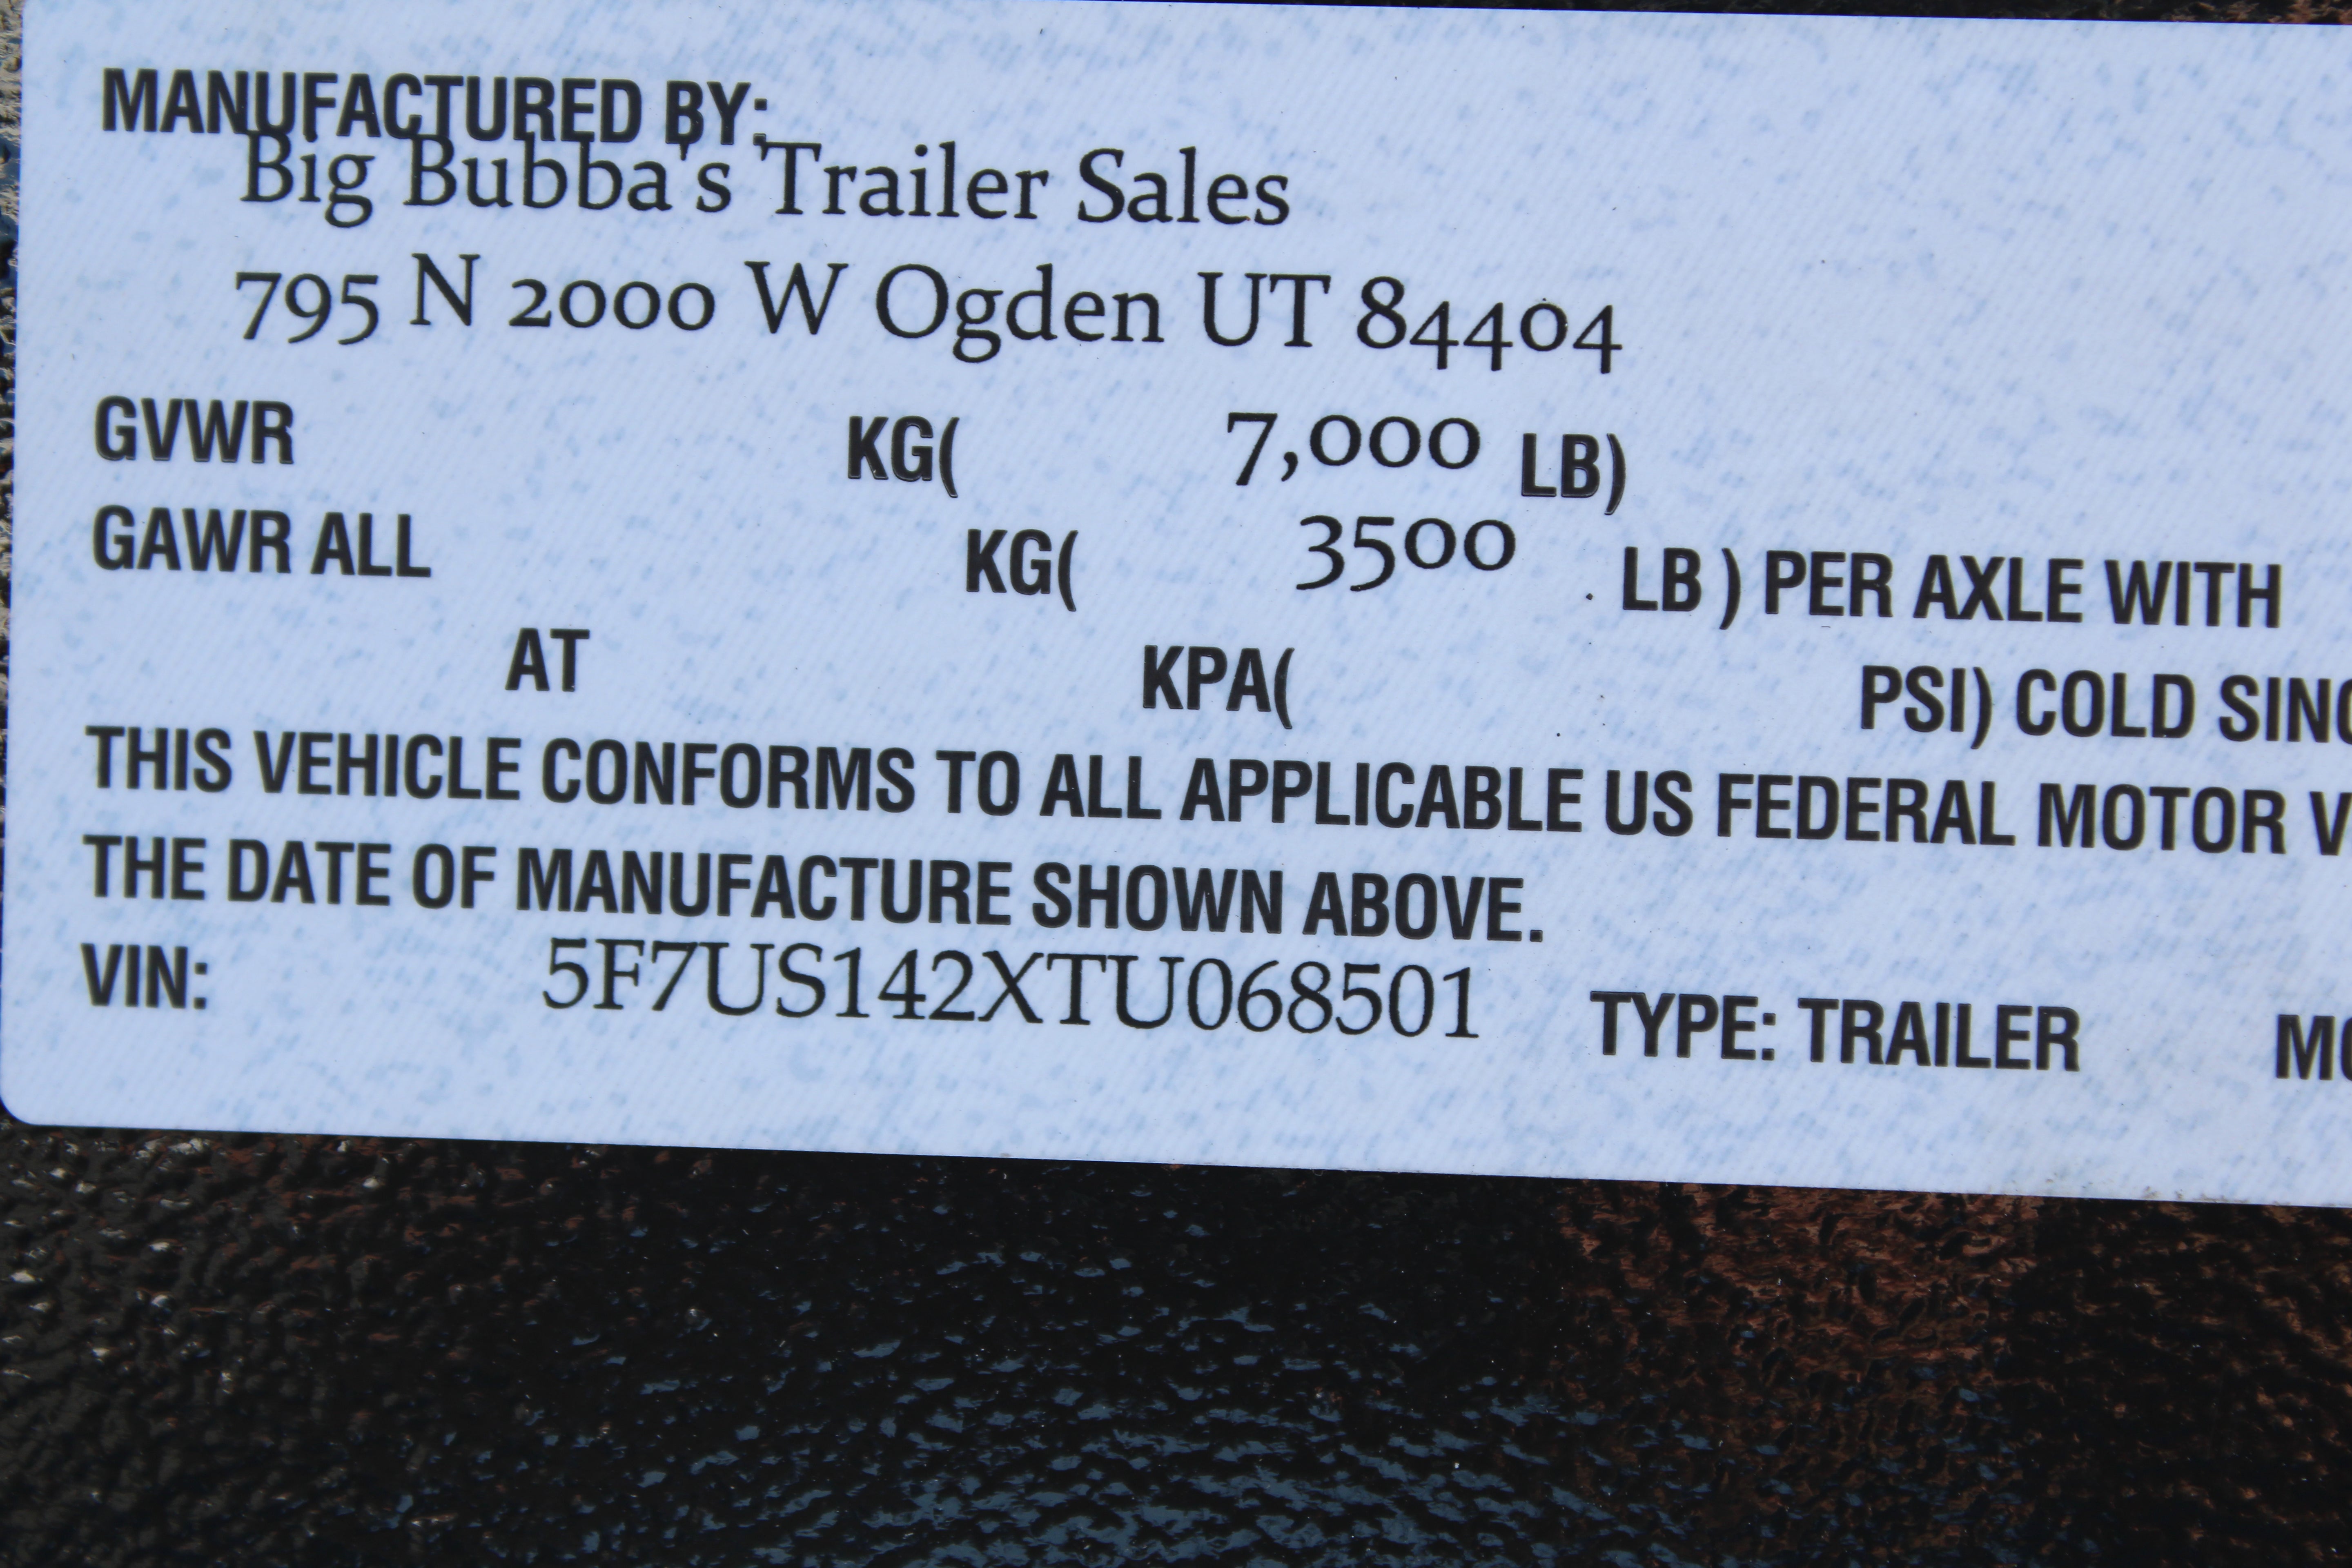 MANUFACTURED BY:
Big Bubba's Trailer Sales
795 N 2000 W Ogden UT 84404
GVWR KG( 7,000 LB)
GAWR ALL KG( 3500 LB ) PER AXLE WITH
AT KPA( PSI) COLD
THIS VEHICLE CONFORMS TO ALL APPLICABLE US FEDERAL MOTOR
THE DATE OF MANUFACTURE SHOWN ABOVE.
VIN: 5F7US142XTU068501 TYPE: TRAILER